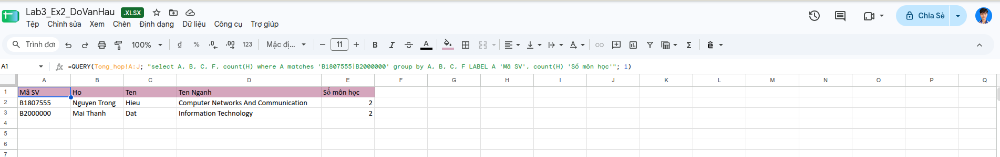 Lab3_Ex2_DoVanHau .XLSX
Tệp Chỉnh sửa Xem Chèn Định dạng Dữ liệu Công cụ Trợ giúp
Chia Sẻ
Trình đơn 100% đ % .0 .00 123 Mặc đị... 11 B I S A
A1 fx =QUERY(Tong_hop!A:J; "select A, B, C, F, count(H) where A matches 'B1807555|B2000000' group by A, B, C, F LABEL A 'Mã SV', count(H) 'Số môn học'"; 1)
A B C D E F G H I J K L M N O P Q
1 Mã SV Ho Ten Ten Nganh Số môn học
2 B1807555 Nguyen Trong Hieu Computer Networks And Communication 2
3 B2000000 Mai Thanh Dat Information Technology 2
4
5
6
7